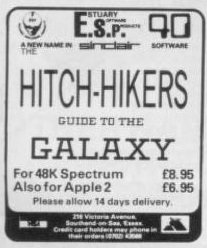 ESTUARY
SOFTWARE
PRODUCTS
E.S.P.
A NEW NAME IN sinclair SOFTWARE
THE
HITCH-HIKERS
GUIDE TO THE
GALAXY
For 48K Spectrum £8.95
Also for Apple 2 £6.95
Please allow 14 days delivery.
216 Victoria Avenue,
Southend-on-Sea, Essex.
Credit card holders may phone in
their orders (0702)